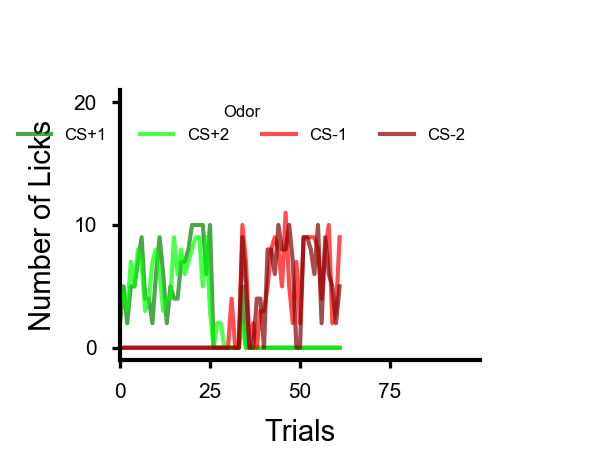 20
Odor
CS+1 CS+2 CS-1 CS-2
Number of Licks
10
0
0 25 50 75
Trials